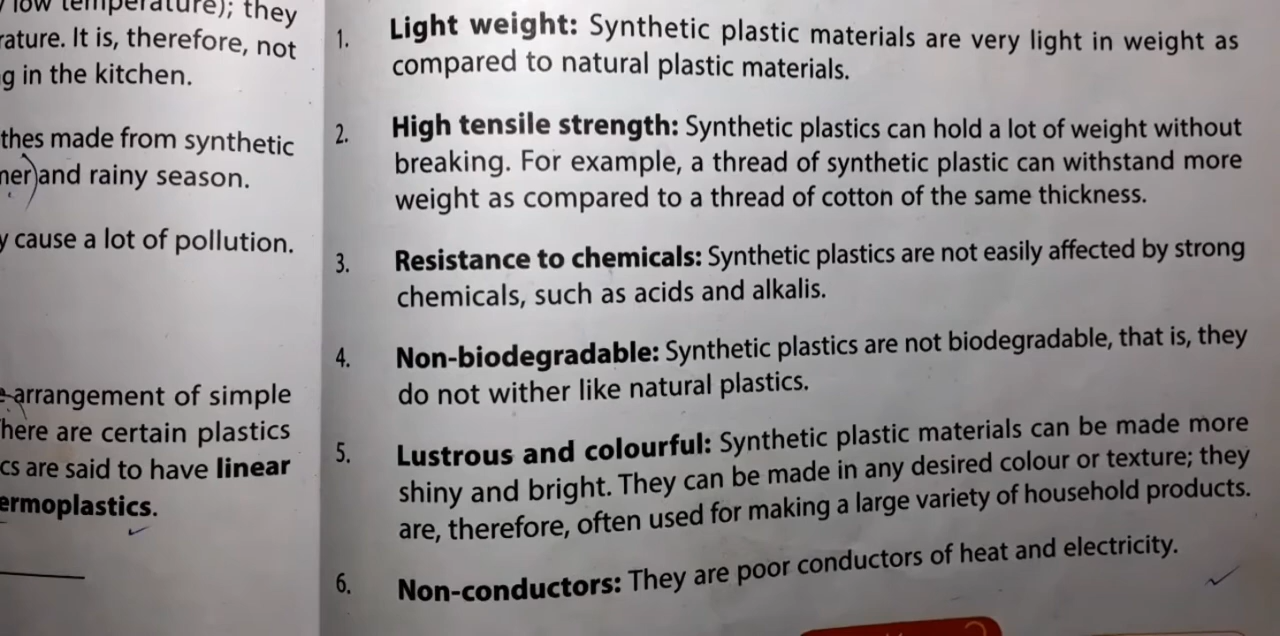 low temperature); they
rature. It is, therefore, not
g in the kitchen.
thes made from synthetic
and rainy season.
cause a lot of pollution.
arrangement of simple
here are certain plastics
cs are said to have linear
ermoplastics.
1. Light weight: Synthetic plastic materials are very light in weight as
compared to natural plastic materials.
2. High tensile strength: Synthetic plastics can hold a lot of weight without
breaking. For example, a thread of synthetic plastic can withstand more
weight as compared to a thread of cotton of the same thickness.
3. Resistance to chemicals: Synthetic plastics are not easily affected by strong
chemicals, such as acids and alkalis.
4. Non-biodegradable: Synthetic plastics are not biodegradable, that is, they
do not wither like natural plastics.
5. Lustrous and colourful: Synthetic plastic materials can be made more
shiny and bright. They can be made in any desired colour or texture; they
are, therefore, often used for making a large variety of household products.
6. Non-conductors: They are poor conductors of heat and electricity.